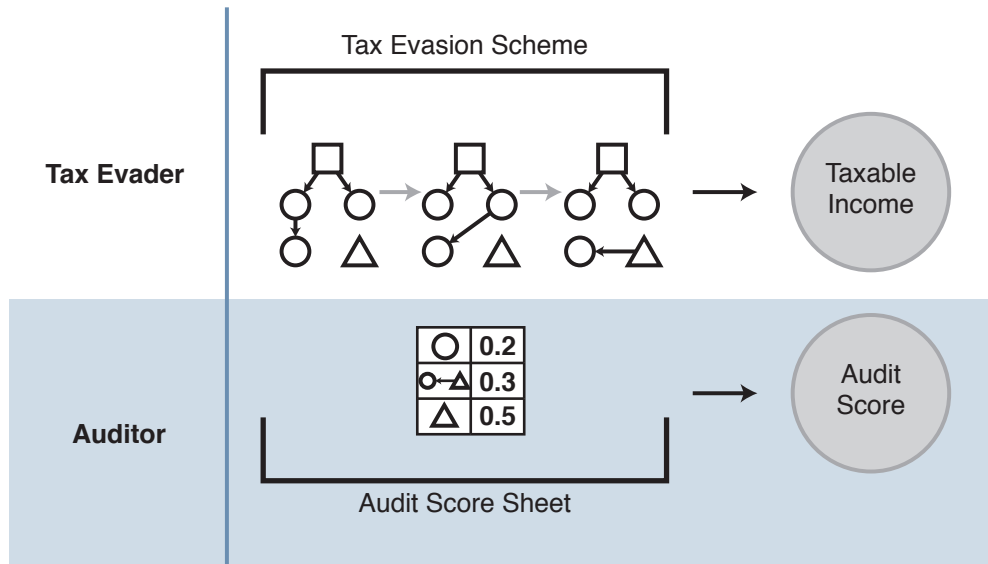 Tax Evasion Scheme
Tax Evader
Taxable
Income
0.2
0.3
0.5
Audit
Score
Auditor
Audit Score Sheet